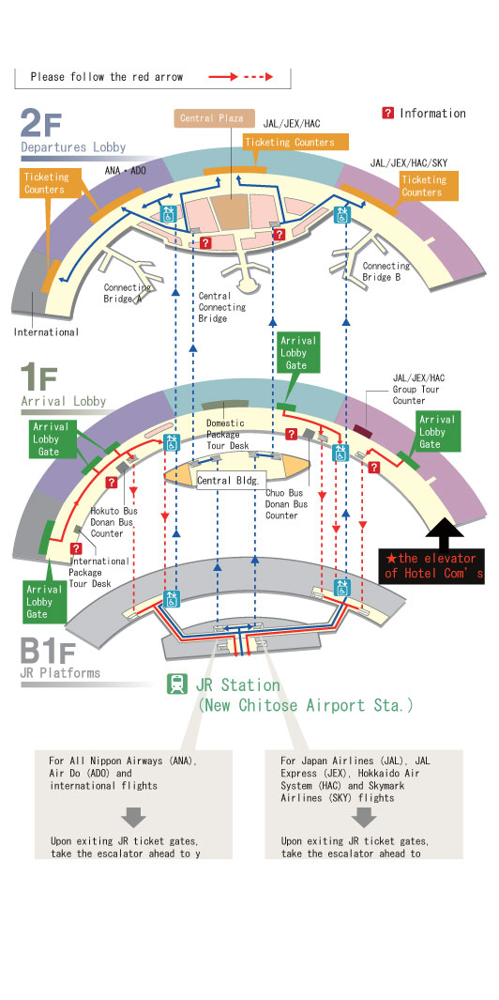 Please follow the red arrow
? Information
2F
Departures Lobby
Central Plaza
JAL/JEX/HAC
Ticketing Counters
JAL/JEX/HAC/SKY
Ticketing
Counters
ANA・ADO
Ticketing
Counters
?
?
Connecting
Bridge A
Central
Connecting
Bridge
Connecting
Bridge B
International
1F
Arrival Lobby
Arrival
Lobby
Gate
JAL/JEX/HAC
Group Tour
Counter
Arrival
Lobby
Gate
Arrival
Lobby
Gate
Domestic
Package
Tour Desk
?
?
?
?
Central Bldg.
Chuo Bus
Donan Bus
Counter
Hokuto Bus
Donan Bus
Counter
International
Package
Tour Desk
Arrival
Lobby
Gate
★the elevator
of Hotel Com's
B1F
JR Platforms
JR Station
(New Chitose Airport Sta.)
For All Nippon Airways (ANA),
Air Do (ADO) and
international flights
Upon exiting JR ticket gates,
take the escalator ahead to y
For Japan Airlines (JAL), JAL
Express (JEX), Hokkaido Air
System (HAC) and Skymark
Airlines (SKY) flights
Upon exiting JR ticket gates,
take the escalator ahead to